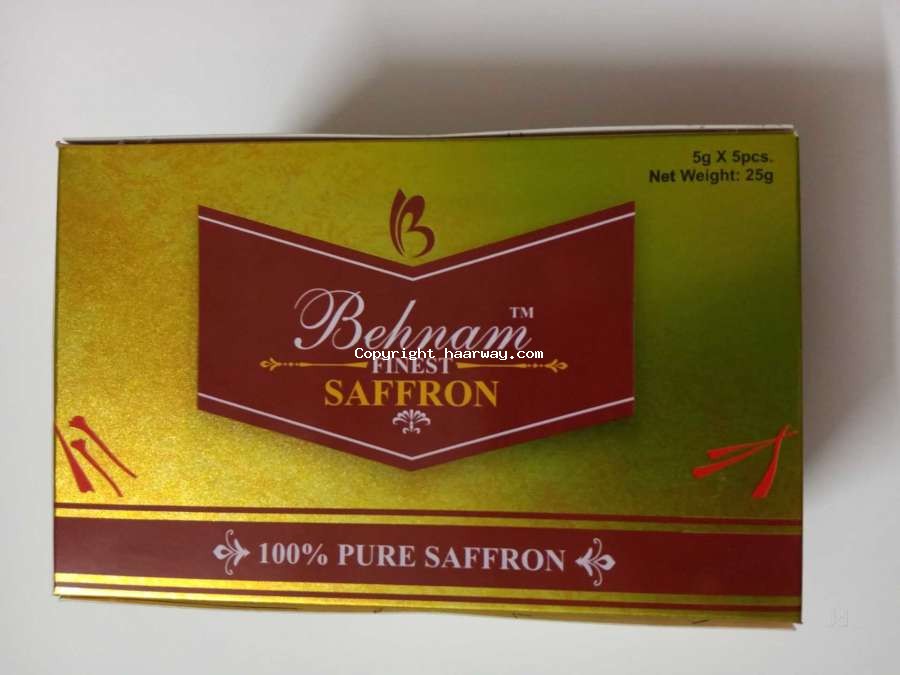 5g X 5pcs.
Net Weight: 25g
B
Behnam™
Copyright haarway.com
FINEST
SAFFRON
100% PURE SAFFRON